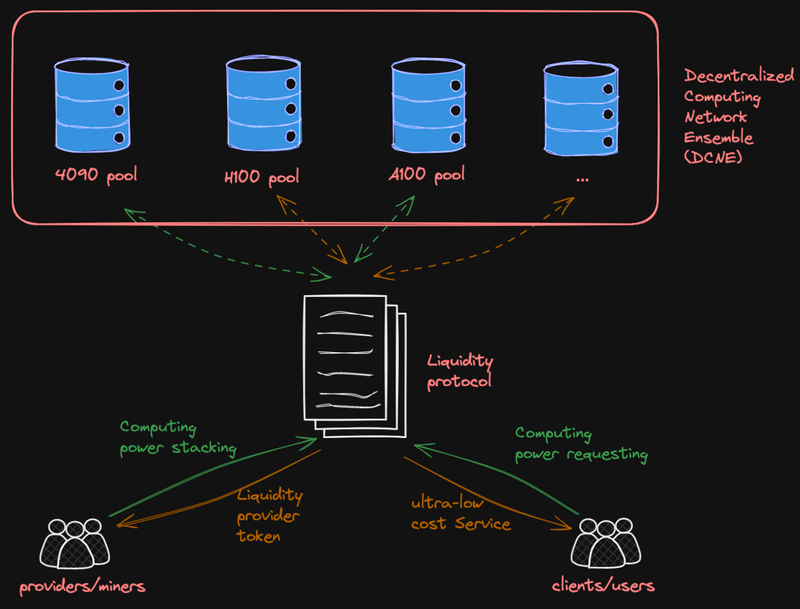 Decentralized
Computing
Network
Ensemble
(DCNE)
4090 pool
H100 pool
A100 pool
...
Liquidity
protocol
Computing
power stacking
Computing
power requesting
Liquidity
provider
token
ultra-low
cost Service
providers/miners
clients/users